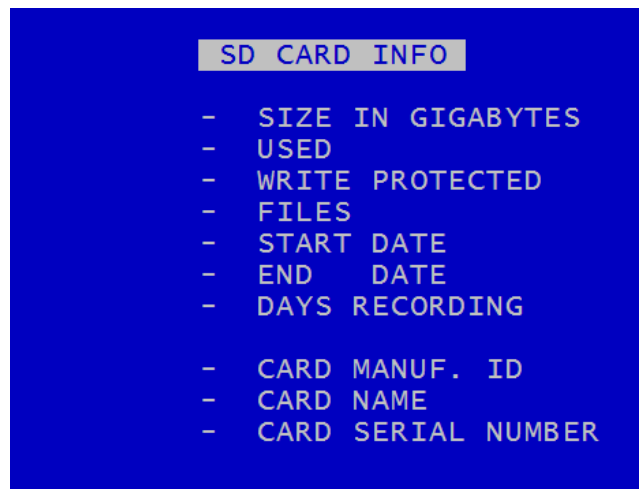 SD CARD INFO
- SIZE IN GIGABYTES
- USED
- WRITE PROTECTED
- FILES
- START DATE
- END DATE
- DAYS RECORDING
- CARD MANUF. ID
- CARD NAME
- CARD SERIAL NUMBER